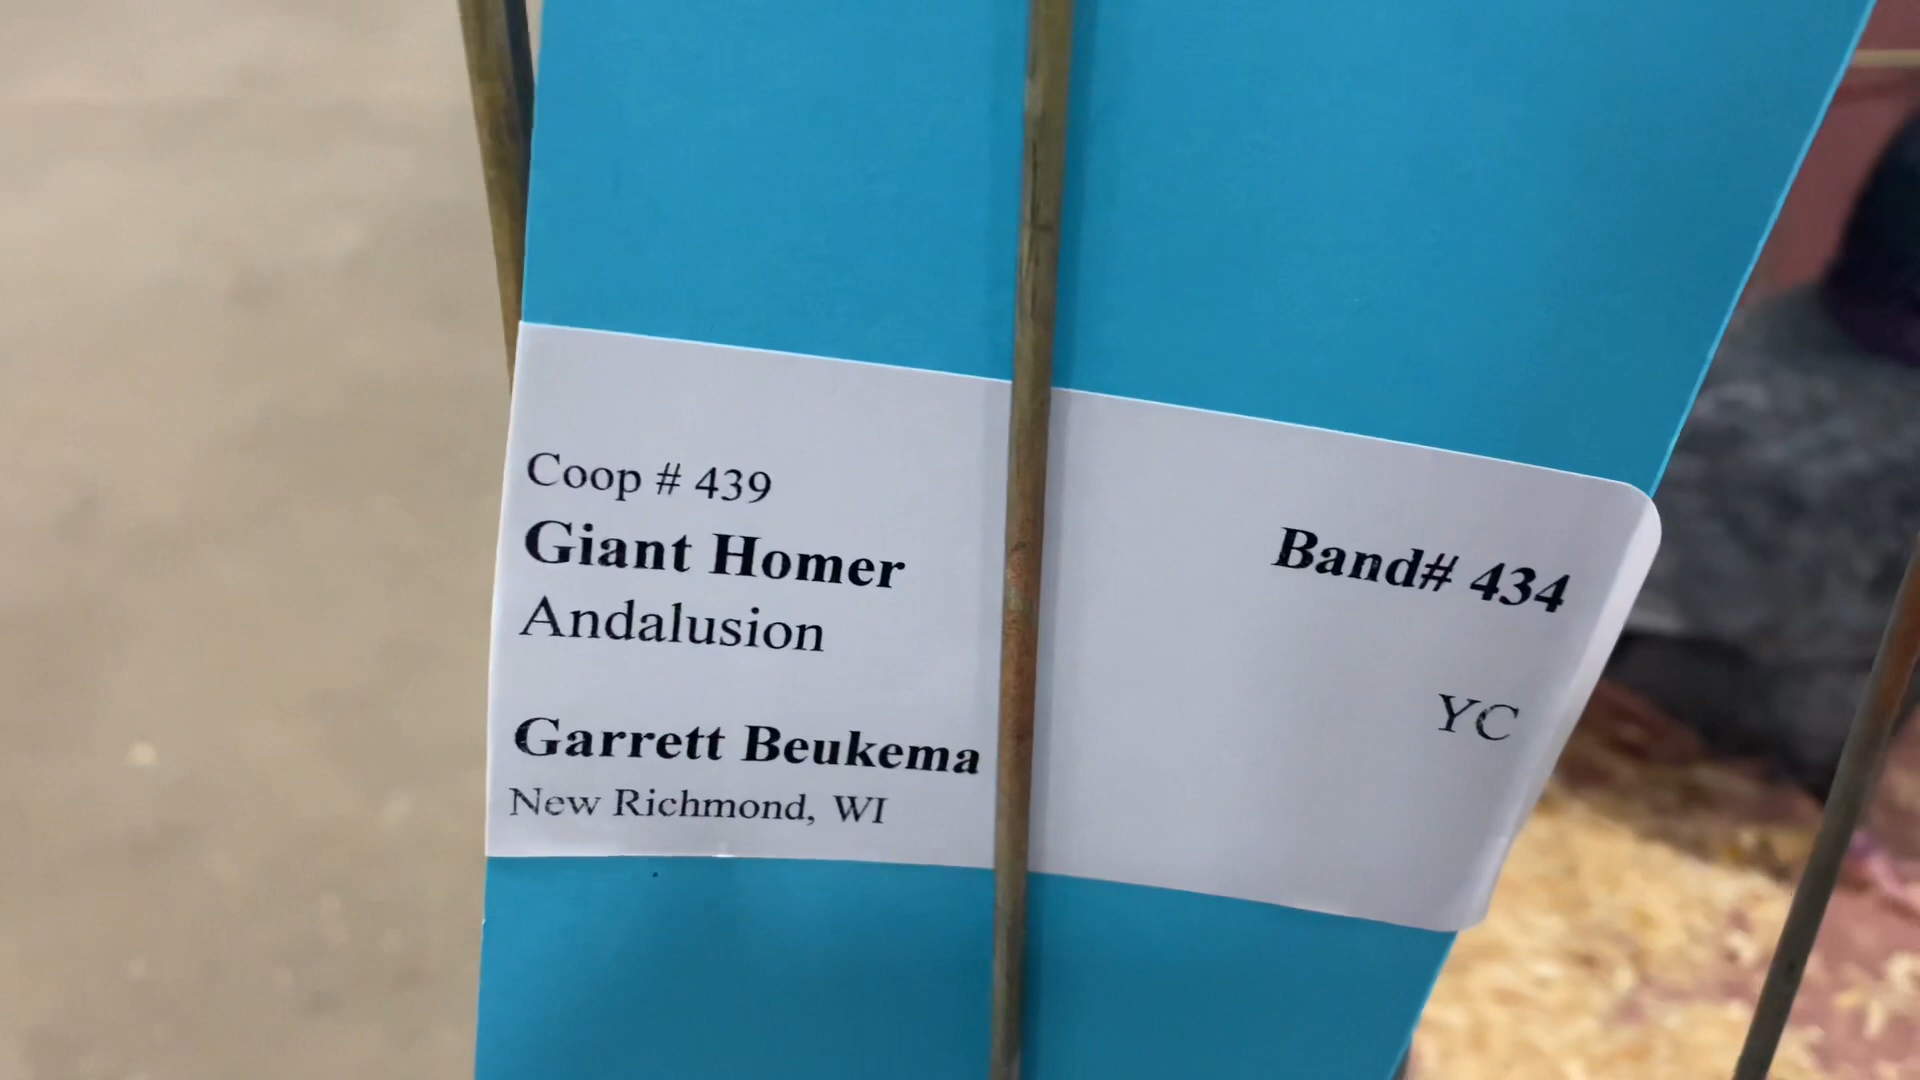 Coop # 439
Giant Homer
Band# 434
Andalusion
YC
Garrett Beukema
New Richmond, WI